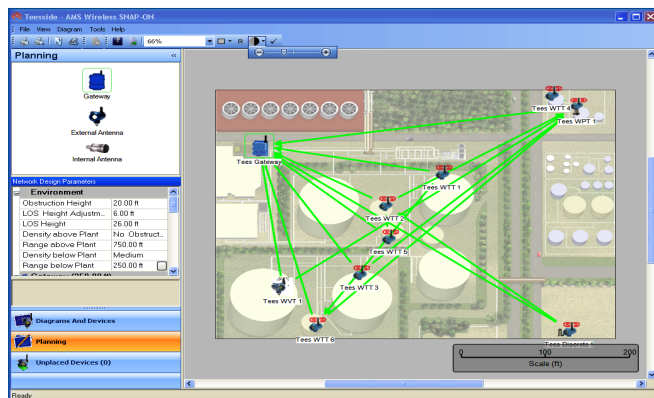 Teesside - AMS Wireless SNAP-ON
File View Diagram Tools Help
66%
R
Planning
«
Gateway
External Antenna
Internal Antenna
Network Design Parameters
Environment
Obstruction Height 20.00 ft
LOS Height Adjustm... 6.00 ft
LOS Height 26.00 ft
Density above Plant No Obstruct...
Range above Plant 750.00 ft
Density below Plant Medium
Range below Plant 250.00 ft
Diagrams And Devices
Planning
Unplaced Devices (0)
Ready
Tees WTT 4
Tees WPT 1
Tees Gateway
Tees WTT 1
Tees WTT 2
Tees WTT 5
Tees WTT 3
Tees WVT 1
Tees WTT 6
Tees Discrete 1
0 100 200
Scale (ft)